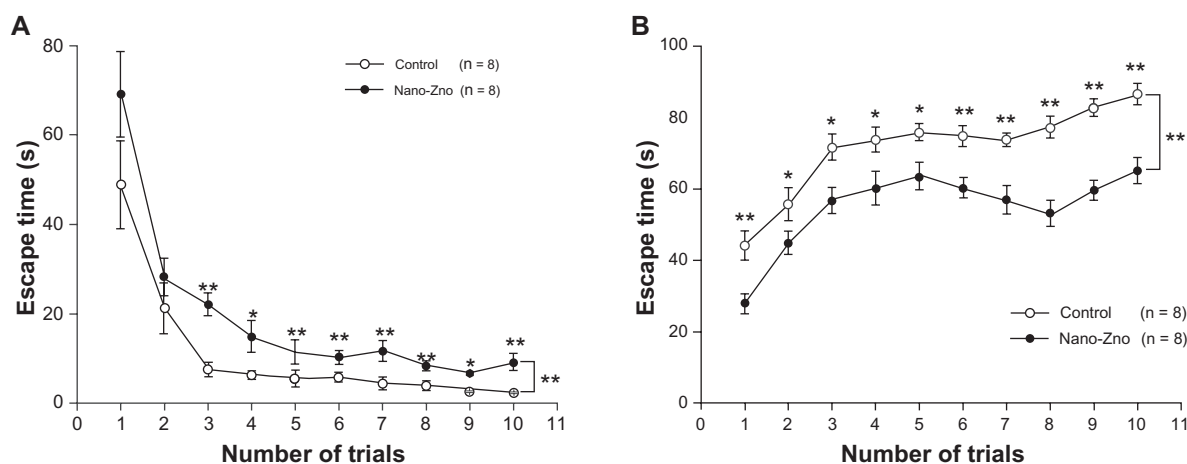 A
Escape time (s)
80
60
40
20
0
Control (n = 8)
Nano-Zno (n = 8)
**
*
**
**
**
**
*
**
**
0 1 2 3 4 5 6 7 8 9 10 11
Number of trials
B
Escape time (s)
100
80
60
40
20
0
**
*
*
*
*
**
**
**
**
**
**
Control (n = 8)
Nano-Zno (n = 8)
0 1 2 3 4 5 6 7 8 9 10 11
Number of trials